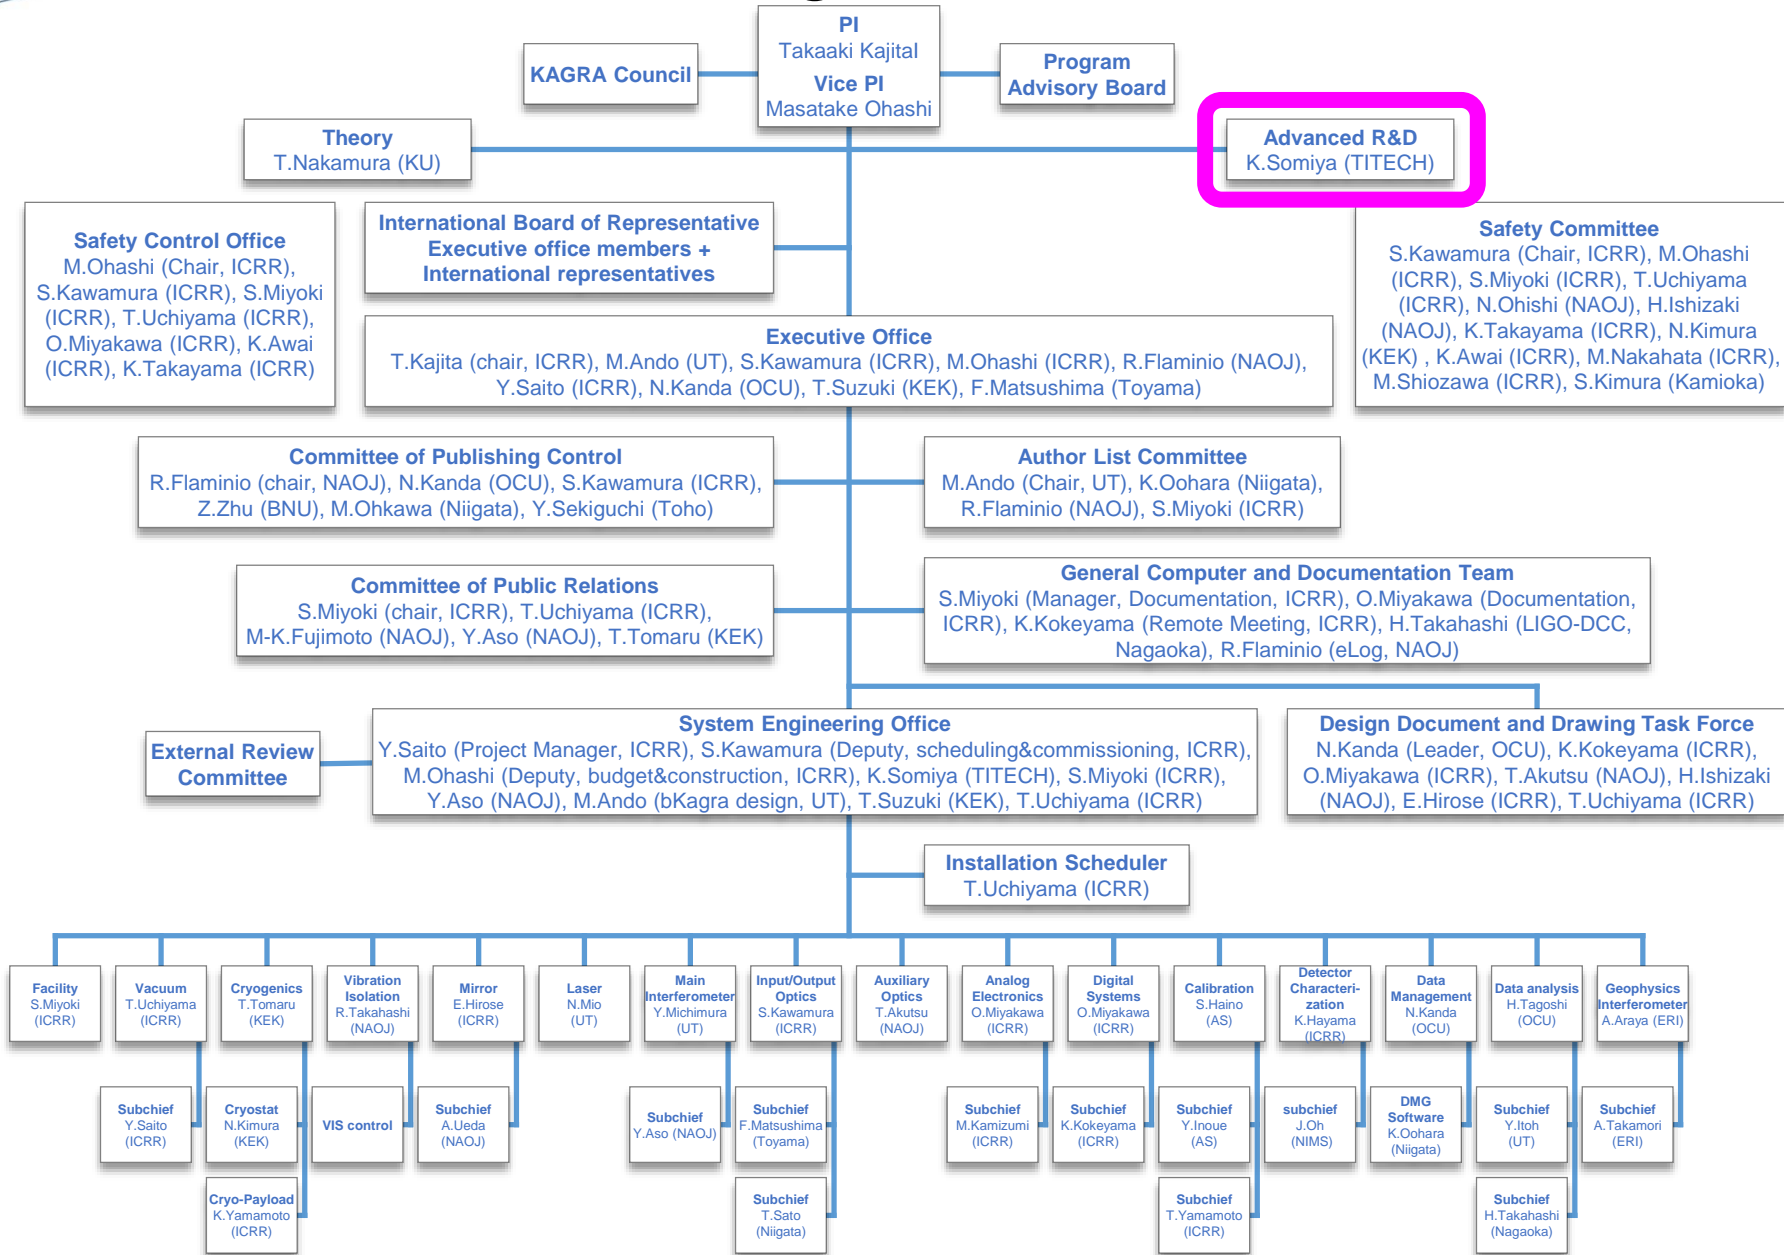 PI
Takaaki Kajital
Vice PI
Masatake Ohashi
KAGRA Council
Program
Advisory Board
Theory
T.Nakamura (KU)
Advanced R&D
K.Somiya (TITECH)
Safety Control Office
M.Ohashi (Chair, ICRR),
S.Kawamura (ICRR), S.Miyoki
(ICRR), T.Uchiyama (ICRR),
O.Miyakawa (ICRR), K.Awai
(ICRR), K.Takayama (ICRR)
International Board of Representative
Executive office members +
International representatives
Safety Committee
S.Kawamura (Chair, ICRR), M.Ohashi
(ICRR), S.Miyoki (ICRR), T.Uchiyama
(ICRR), N.Ohishi (NAOJ), H.Ishizaki
(NAOJ), K.Takayama (ICRR), N.Kimura
(KEK) , K.Awai (ICRR), M.Nakahata (ICRR),
M.Shiozawa (ICRR), S.Kimura (Kamioka)
Executive Office
T.Kajita (chair, ICRR), M.Ando (UT), S.Kawamura (ICRR), M.Ohashi (ICRR), R.Flaminio (NAOJ),
Y.Saito (ICRR), N.Kanda (OCU), T.Suzuki (KEK), F.Matsushima (Toyama)
Committee of Publishing Control
R.Flaminio (chair, NAOJ), N.Kanda (OCU), S.Kawamura (ICRR),
Z.Zhu (BNU), M.Ohkawa (Niigata), Y.Sekiguchi (Toho)
Author List Committee
M.Ando (Chair, UT), K.Oohara (Niigata),
R.Flaminio (NAOJ), S.Miyoki (ICRR)
Committee of Public Relations
S.Miyoki (chair, ICRR), T.Uchiyama (ICRR),
M-K.Fujimoto (NAOJ), Y.Aso (NAOJ), T.Tomaru (KEK)
General Computer and Documentation Team
S.Miyoki (Manager, Documentation, ICRR), O.Miyakawa (Documentation,
ICRR), K.Kokeyama (Remote Meeting, ICRR), H.Takahashi (LIGO-DCC,
Nagaoka), R.Flaminio (eLog, NAOJ)
External Review
Committee
System Engineering Office
Y.Saito (Project Manager, ICRR), S.Kawamura (Deputy, scheduling&commissioning, ICRR),
M.Ohashi (Deputy, budget&construction, ICRR), K.Somiya (TITECH), S.Miyoki (ICRR),
Y.Aso (NAOJ), M.Ando (bKagra design, UT), T.Suzuki (KEK), T.Uchiyama (ICRR)
Design Document and Drawing Task Force
N.Kanda (Leader, OCU), K.Kokeyama (ICRR),
O.Miyakawa (ICRR), T.Akutsu (NAOJ), H.Ishizaki
(NAOJ), E.Hirose (ICRR), T.Uchiyama (ICRR)
Installation Scheduler
T.Uchiyama (ICRR)
Facility
S.Miyoki
(ICRR)
Vacuum
T.Uchiyama
(ICRR)
Cryogenics
T.Tomaru
(KEK)
Vibration
Isolation
R.Takahashi
(NAOJ)
Mirror
E.Hirose
(ICRR)
Laser
N.Mio
(UT)
Main
Interferometer
Y.Michimura
(UT)
Input/Output
Optics
S.Kawamura
(ICRR)
Auxiliary
Optics
T.Akutsu
(NAOJ)
Analog
Electronics
O.Miyakawa
(ICRR)
Digital
Systems
O.Miyakawa
(ICRR)
Calibration
S.Haino
(AS)
Detector
Characteri-
zation
K.Hayama
(ICRR)
Data
Management
N.Kanda
(OCU)
Data analysis
H.Tagoshi
(OCU)
Geophysics
Interferometer
A.Araya (ERI)
Subchief
Y.Saito
(ICRR)
Cryostat
N.Kimura
(KEK)
VIS control
Subchief
A.Ueda
(NAOJ)
Subchief
Y.Aso (NAOJ)
Subchief
F.Matsushima
(Toyama)
Subchief
M.Kamizumi
(ICRR)
Subchief
K.Kokeyama
(ICRR)
Subchief
Y.Inoue
(AS)
subchief
J.Oh
(NIMS)
DMG
Software
K.Oohara
(Niigata)
Subchief
Y.Itoh
(UT)
Subchief
A.Takamori
(ERI)
Cryo-Payload
K.Yamamoto
(ICRR)
Subchief
T.Sato
(Niigata)
Subchief
T.Yamamoto
(ICRR)
Subchief
H.Takahashi
(Nagaoka)